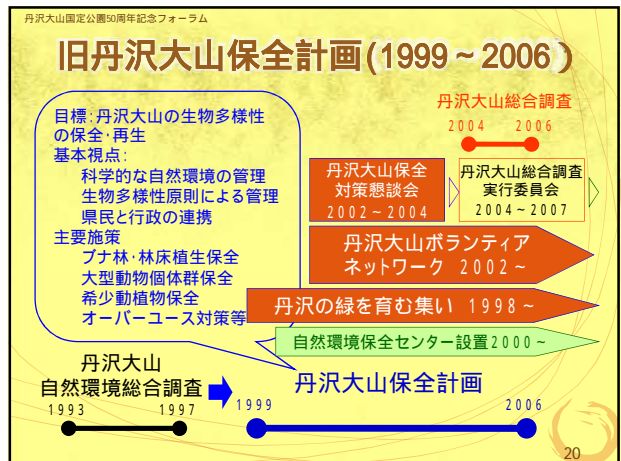 丹沢大山国定公園50周年記念フォーラム
旧丹沢大山保全計画(1999～2006)
目標:丹沢大山の生物多様性
の保全・再生
基本視点:
科学的な自然環境の管理
生物多様性原則による管理
県民と行政の連携
主要施策
ブナ林・林床植生保全
大型動物個体群保全
希少動植物保全
オーバーユース対策等
丹沢大山総合調査
2004 2006
丹沢大山保全
対策懇談会
2002～2004
丹沢大山総合調査
実行委員会
2004～2007
丹沢大山ボランティア
ネットワーク 2002～
丹沢の緑を育む集い 1998～
自然環境保全センター設置2000～
丹沢大山
自然環境総合調査
1993 1997
丹沢大山保全計画
1999 2006
20